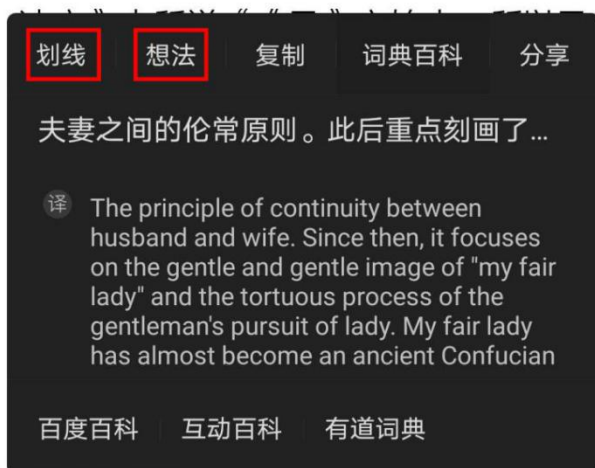 划线 想法 复制 词典百科 分享
夫妻之间的伦常原则。此后重点刻画了...
译 The principle of continuity between
husband and wife. Since then, it focuses
on the gentle and gentle image of "my fair
lady" and the tortuous process of the
gentleman's pursuit of lady. My fair lady
has almost become an ancient Confucian
百度百科 互动百科 有道词典